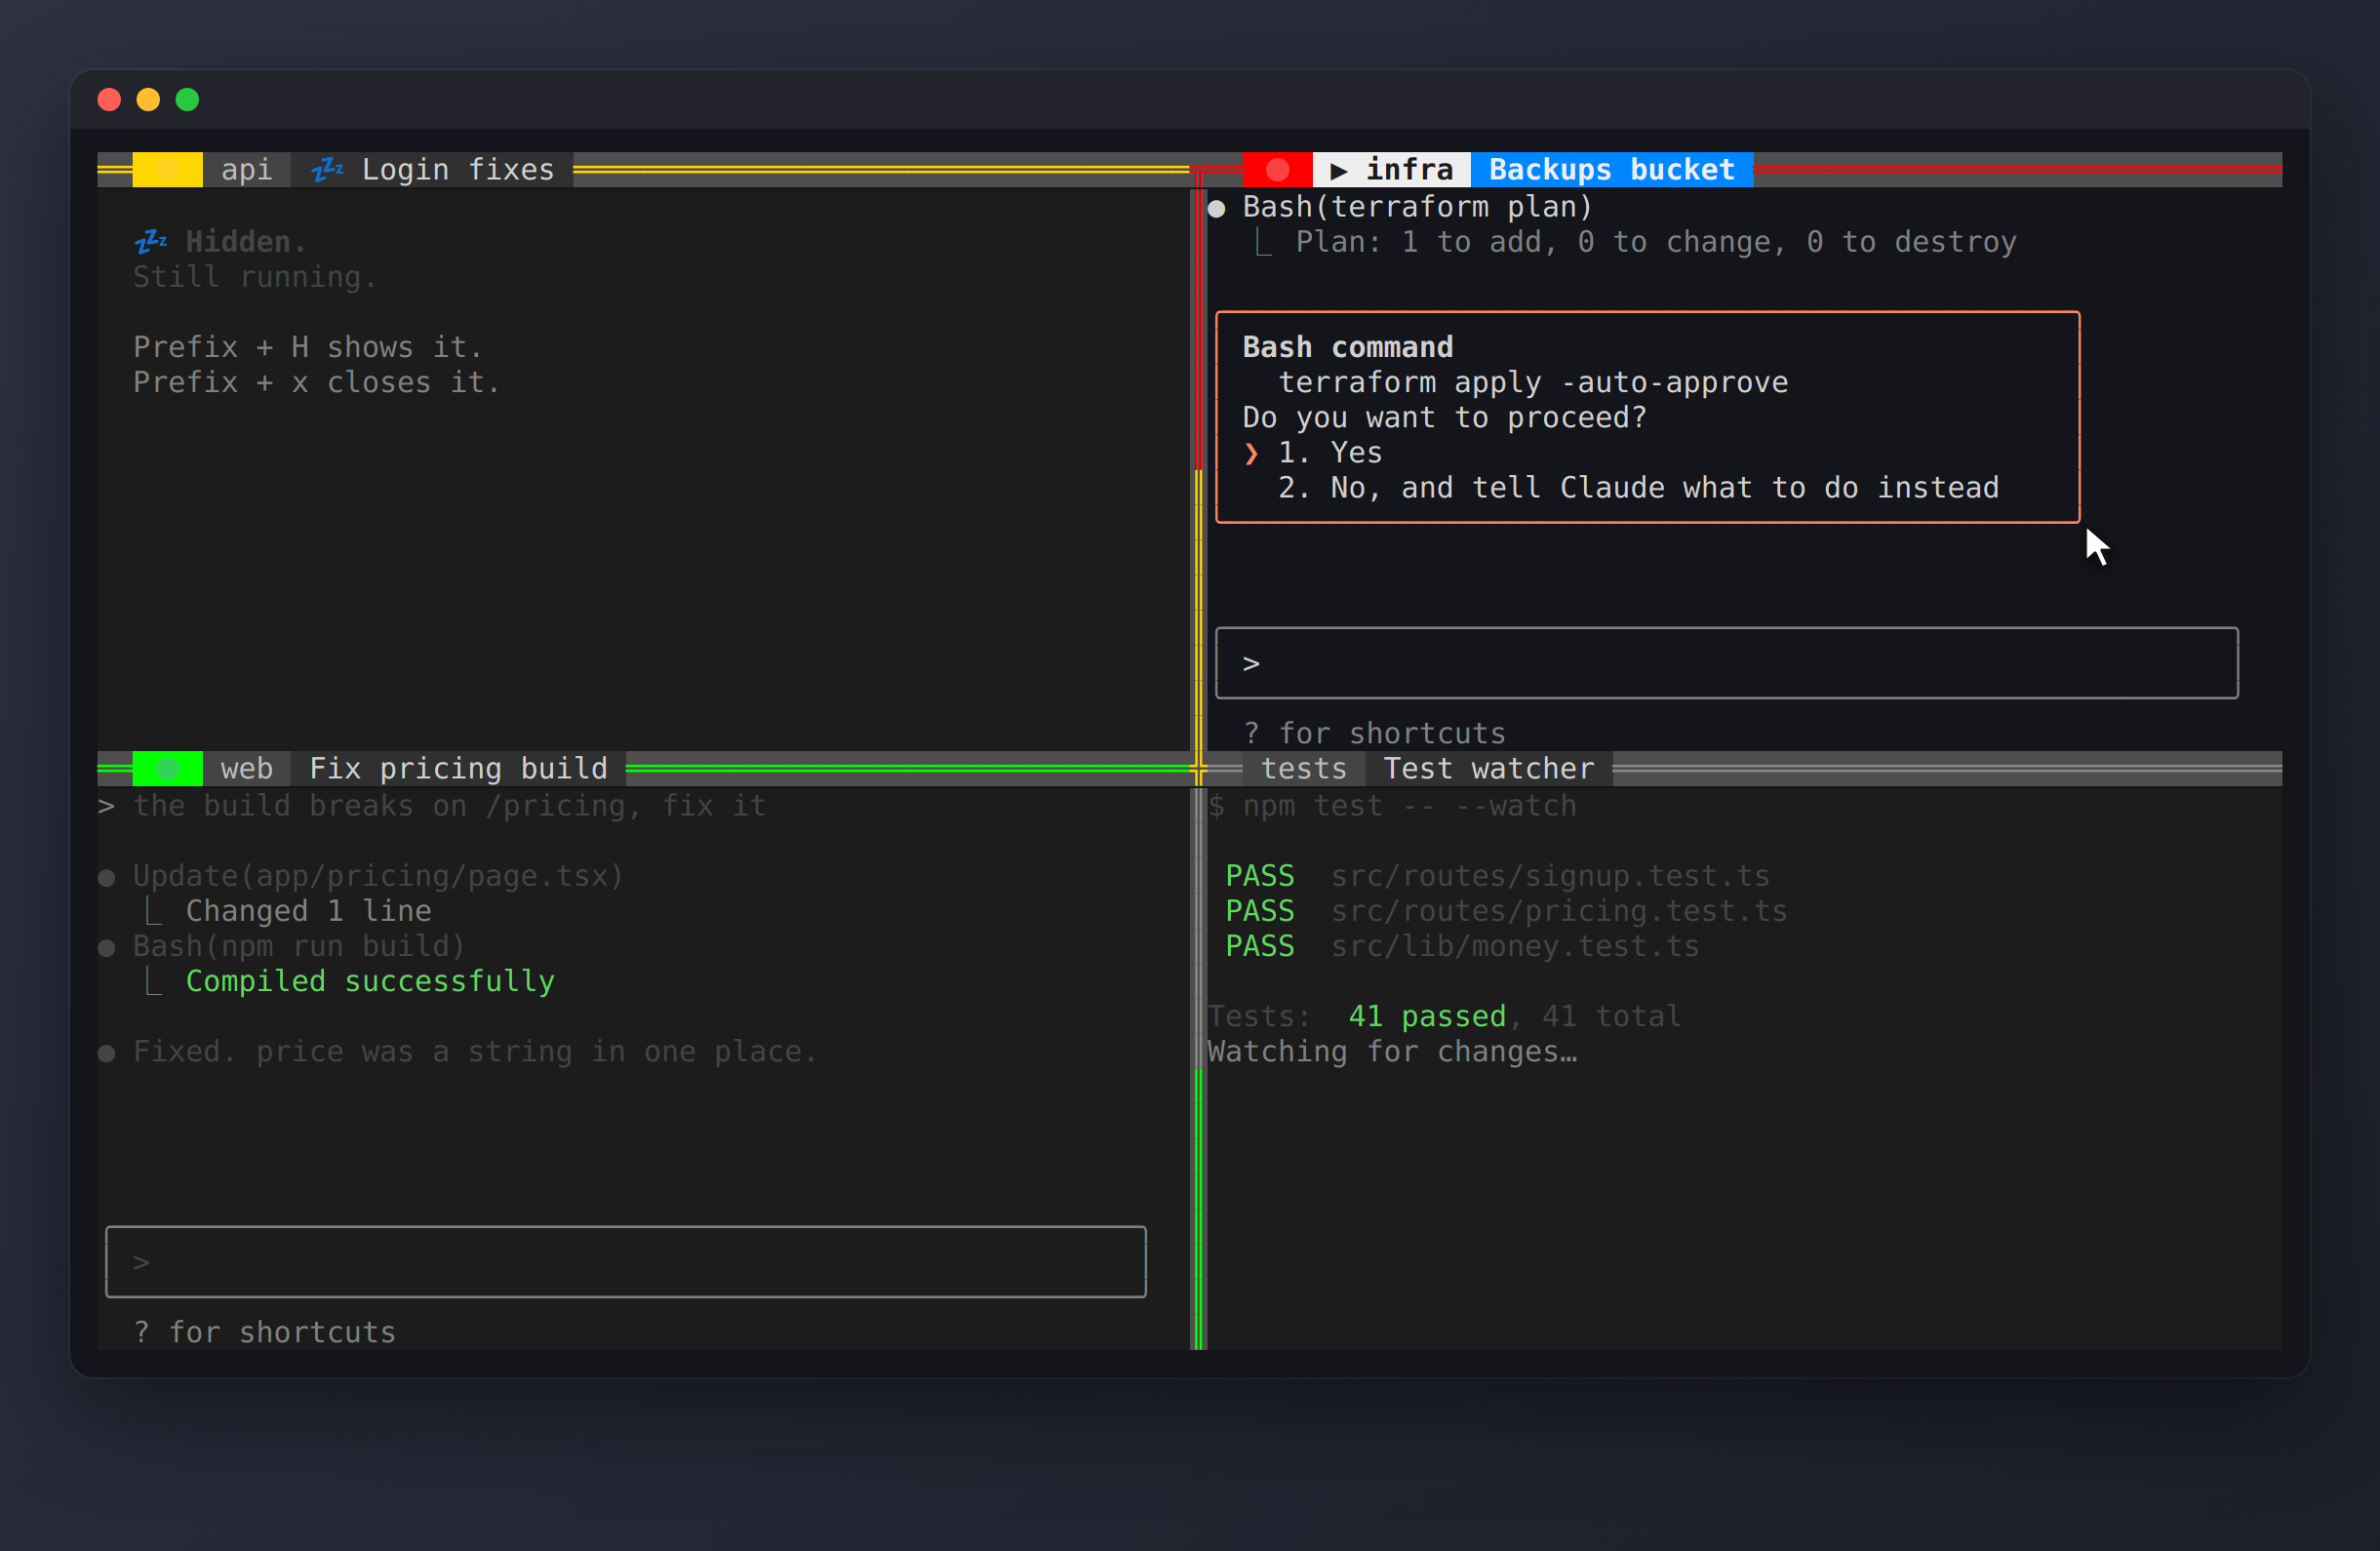 api 💤 Login fixes
💤 Hidden.
Still running.
Prefix + H shows it.
Prefix + x closes it.
▶ infra Backups bucket
● Bash(terraform plan)
⎿ Plan: 1 to add, 0 to change, 0 to destroy
Bash command
terraform apply -auto-approve
Do you want to proceed?
❯ 1. Yes
2. No, and tell Claude what to do instead
>
? for shortcuts
web Fix pricing build
> the build breaks on /pricing, fix it
● Update(app/pricing/page.tsx)
⎿ Changed 1 line
● Bash(npm run build)
⎿ Compiled successfully
● Fixed. price was a string in one place.
>
? for shortcuts
tests Test watcher
$ npm test -- --watch
PASS src/routes/signup.test.ts
PASS src/routes/pricing.test.ts
PASS src/lib/money.test.ts
Tests: 41 passed, 41 total
Watching for changes…